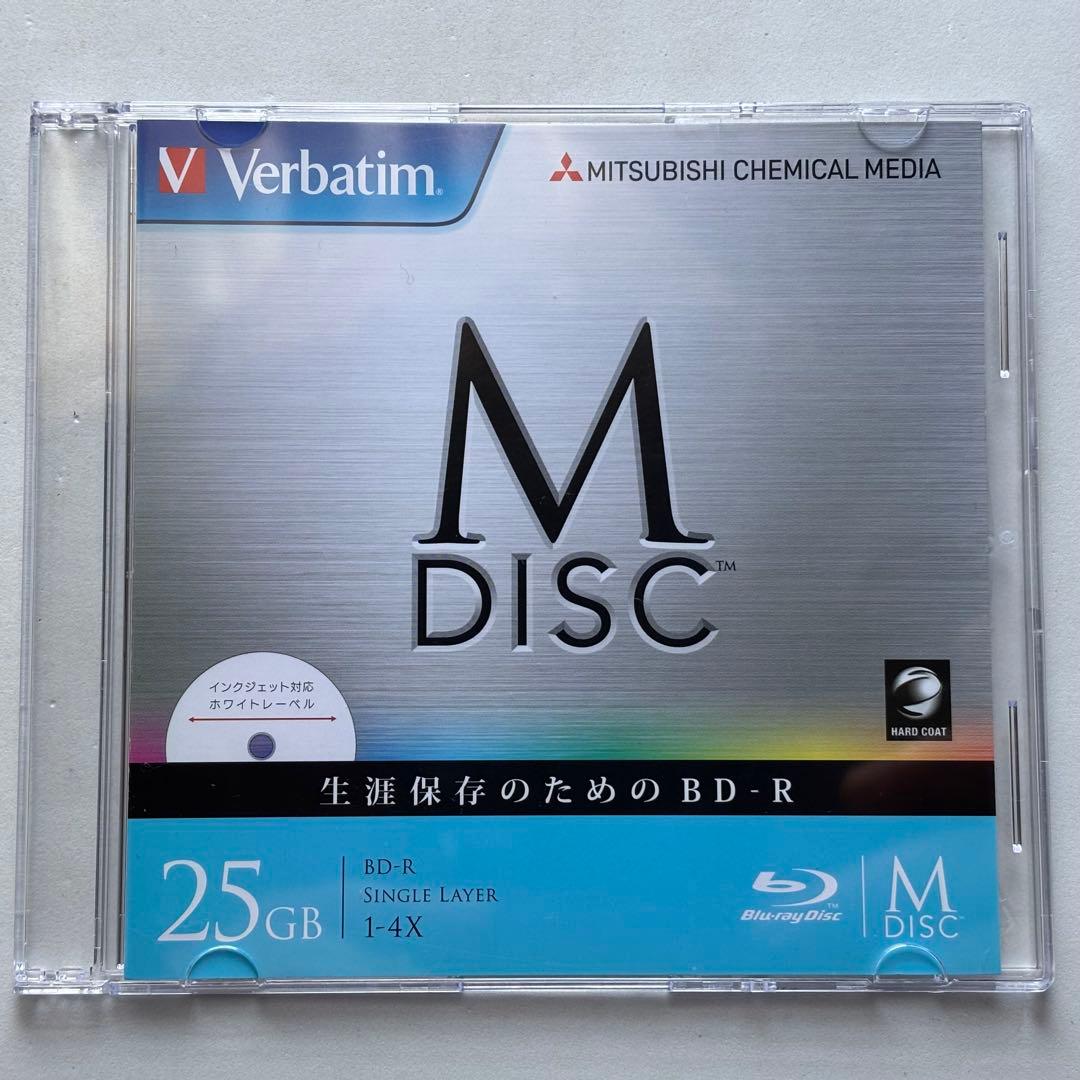 Verbatim®
MITSUBISHI CHEMICAL MEDIA
M
DISC™
インクジェット対応
ホワイトレーベル
HARD COAT
生涯保存のためのBD-R
25GB
BD-R
SINGLE LAYER
1-4X
Blu-ray Disc™
M
DISC™